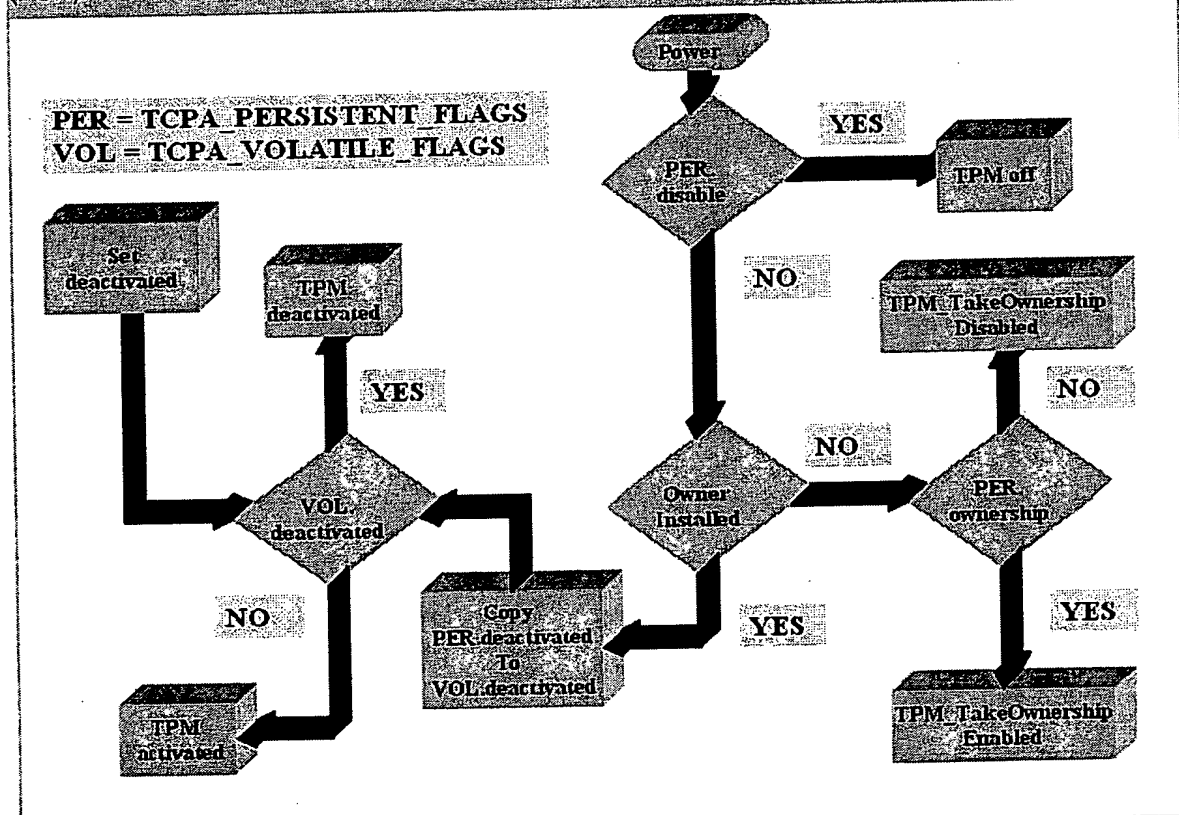 Power
PER = TCPA_PERSISTENT_FLAGS
VOL = TCPA_VOLATILE_FLAGS
YES
PER.
disable
TPM off
Set
deactivated
TPM
deactivated
NO
TPM_TakeOwnership
Disabled
YES
NO
NO
VOL.
deactivated
Owner
Installed
PER.
ownership
NO
Copy
PER.deactivated
To
VOL.deactivated
YES
YES
TPM
activated
TPM_TakeOwnership
Enabled